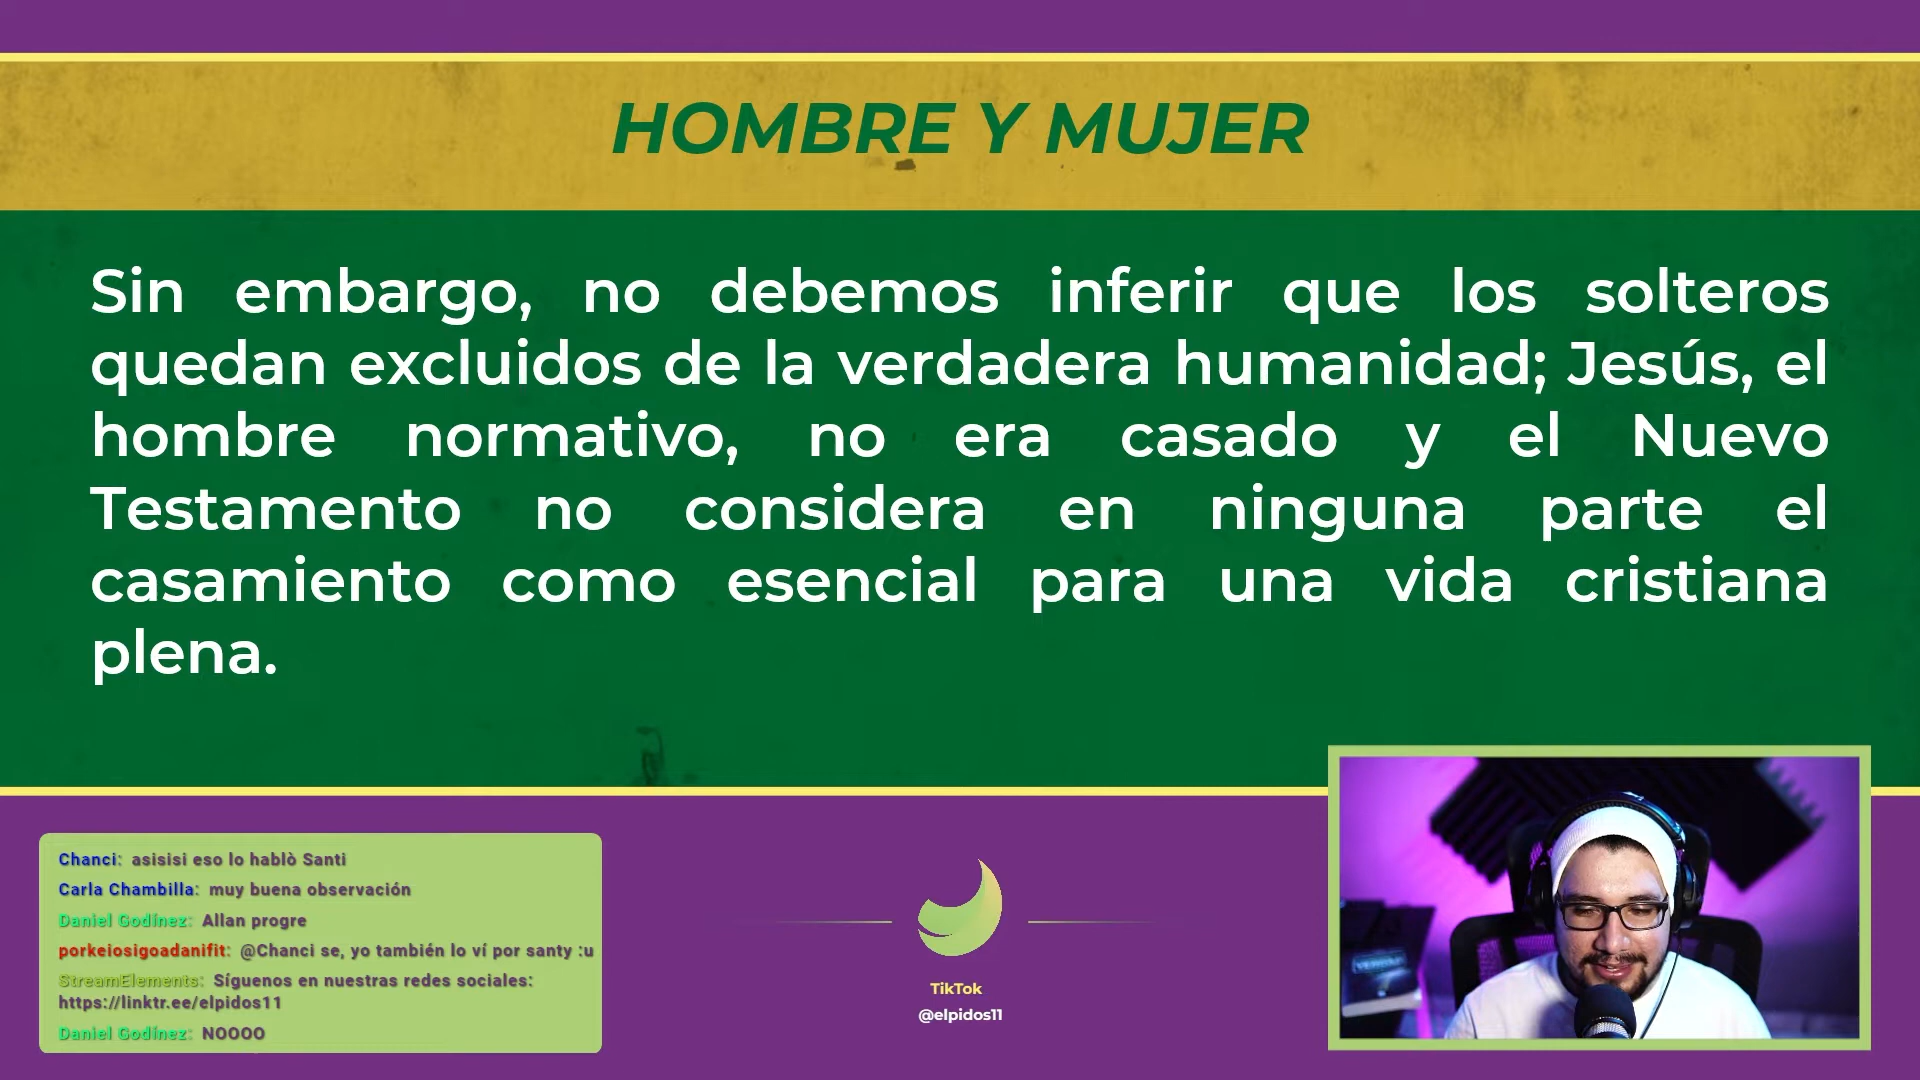 HOMBRE Y MUJER
Sin embargo, no debemos inferir que los solteros
quedan excluidos de la verdadera humanidad; Jesús, el
hombre normativo, no era casado y el Nuevo
Testamento no considera en ninguna parte el
casamiento como esencial para una vida cristiana
plena.
Chanci: asisisi eso lo hablò Santi
Carla Chambilla: muy buena observación
Daniel Godínez: Allan progre
porkeiosigoadanifit: @Chanci se, yo también lo ví por santy :u
StreamElements: Síguenos en nuestras redes sociales:
https://linktr.ee/elpidos11
Daniel Godínez: NOOOO
TikTok
@elpidos11